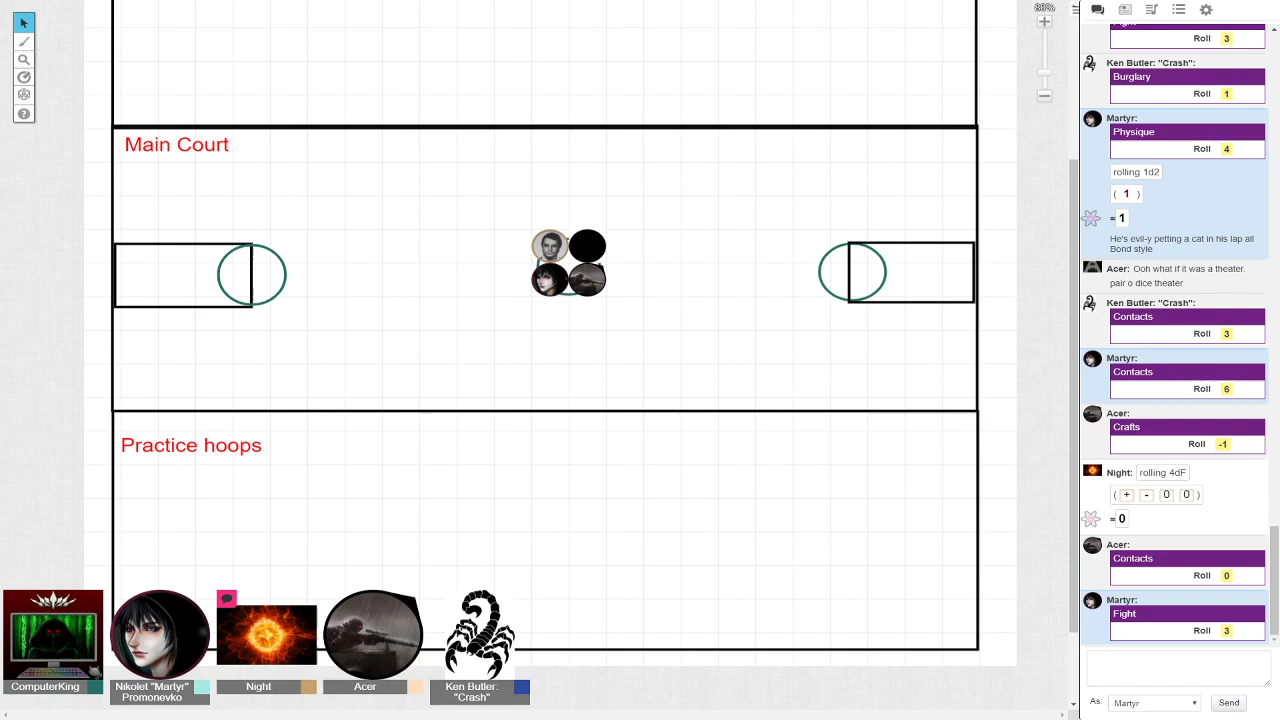 88%
Main Court
Practice hoops
ComputerKing
Nikolet "Martyr"
Promonevko
Night
Acer
Ken Butler:
"Crash"
Roll 3
Ken Butler: "Crash":
Burglary
Roll 1
Martyr:
Physique
Roll 4
rolling 1d2
( 1 )
= 1
He's evil-y petting a cat in his lap all
Bond style
Acer: Ooh what if it was a theater.
pair o dice theater
Ken Butler: "Crash":
Contacts
Roll 3
Martyr:
Contacts
Roll 6
Acer:
Crafts
Roll -1
Night: rolling 4dF
( + - 0 0 )
= 0
Acer:
Contacts
Roll 0
Martyr:
Fight
Roll 3
As: Martyr Send